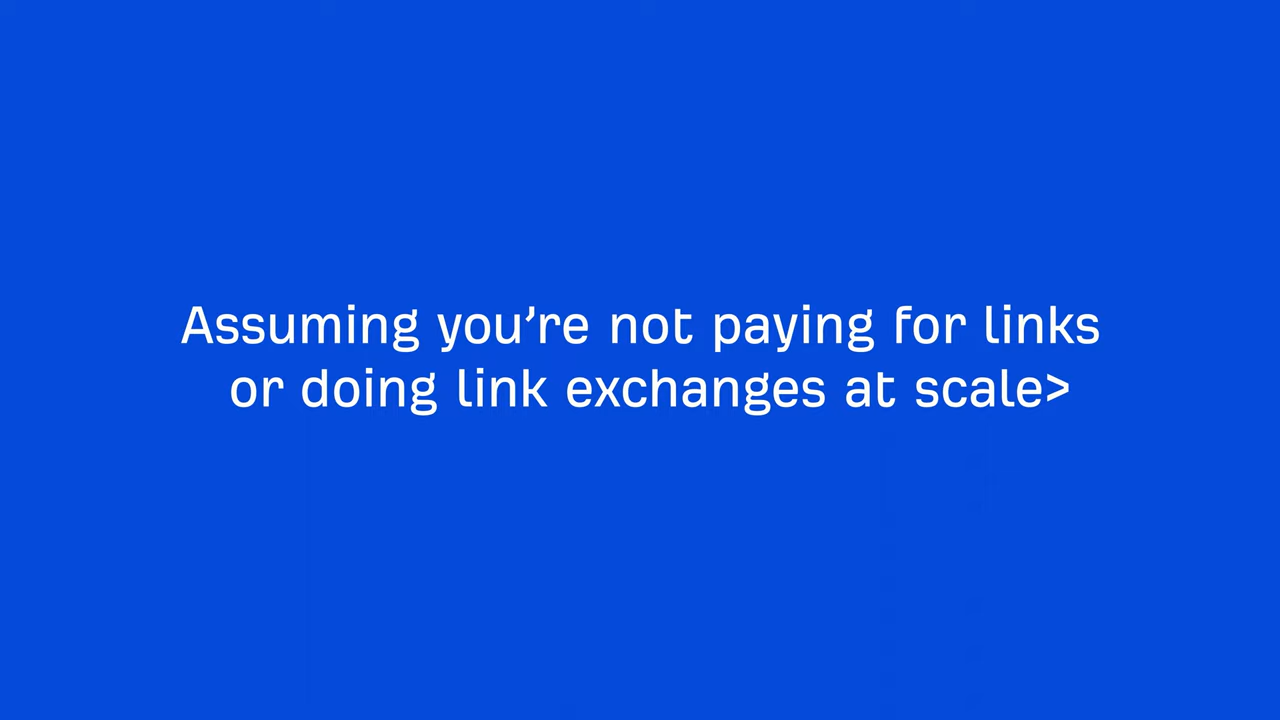 Assuming you’re not paying for links
or doing link exchanges at scale>